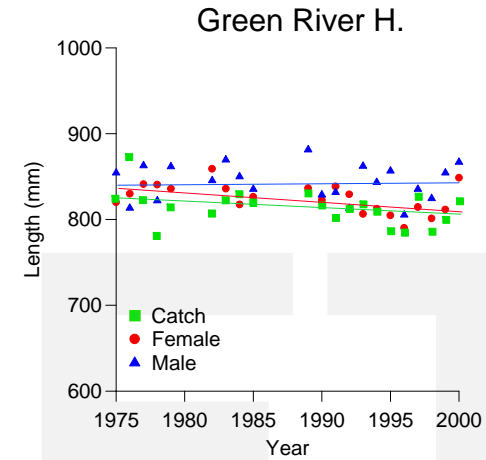 Green River H.
1000
900
800
700
600
Length (mm)
Catch
Female
Male
1975 1980 1985 1990 1995 2000
Year